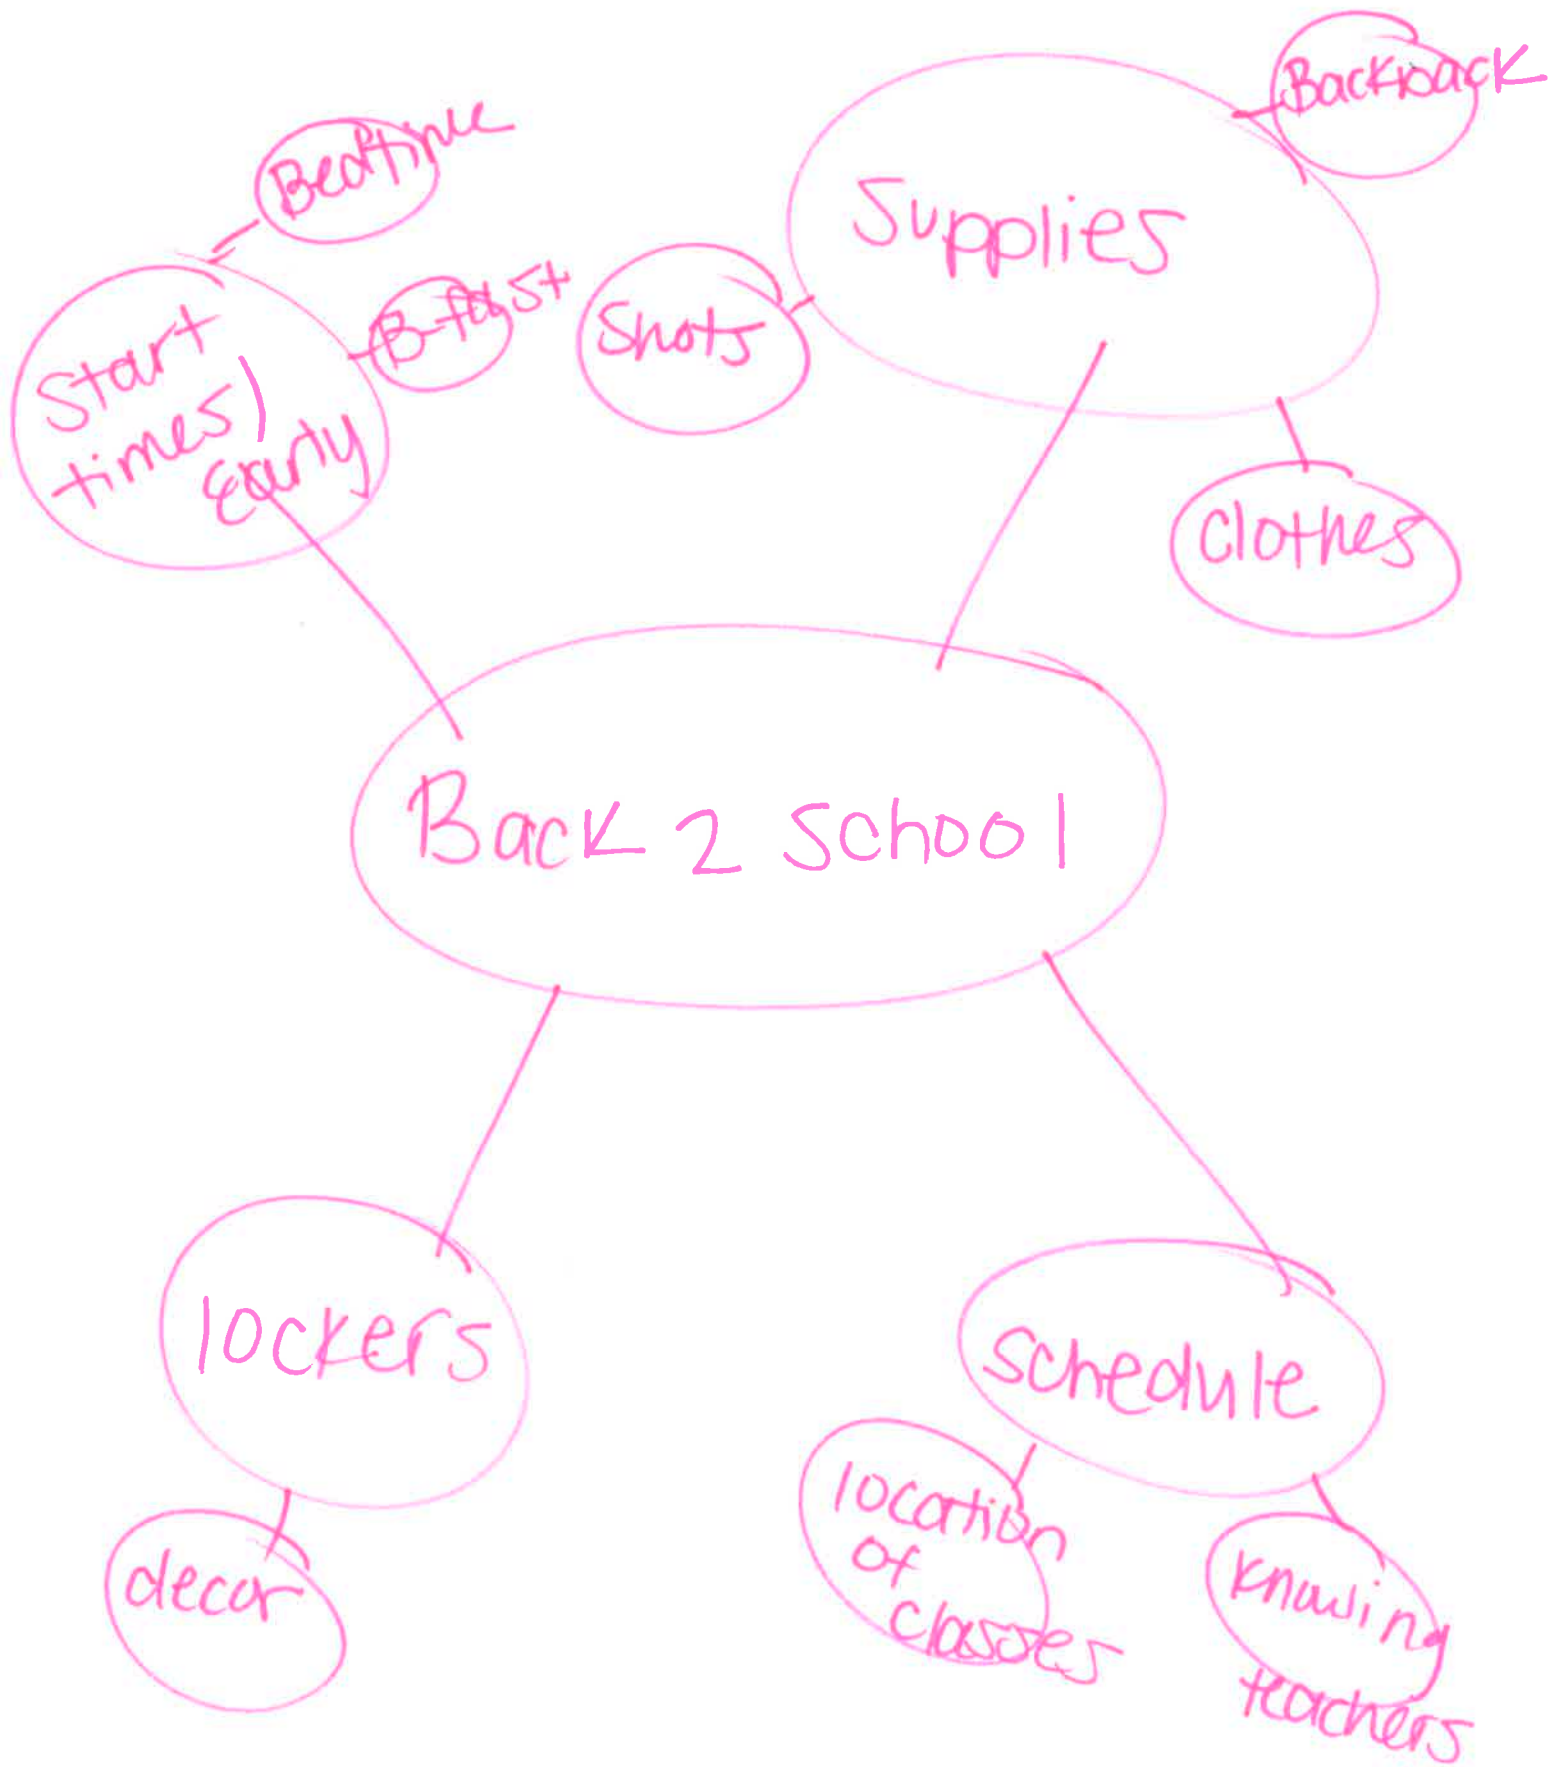 Backpack
Bedtime
Supplies
B-fast
Shots
Start
times/
Early
Clothes
Back 2 School
lockers
schedule
location
of
classes
decor
knowing
teachers